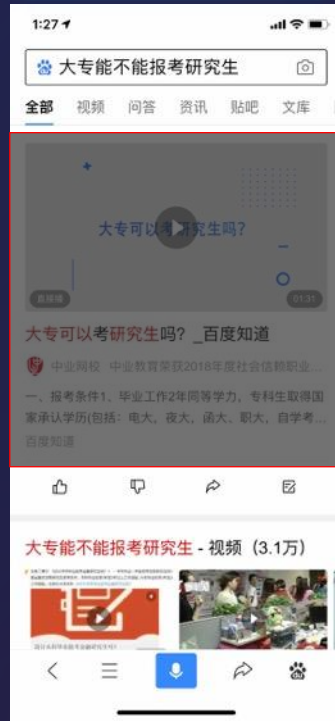 1:27
大专能不能报考研究生
全部 视频 问答 资讯 贴吧 文库
大专可以考研究生吗?
直接播
01:31
大专可以考研究生吗? _百度知道
中业网校 中业教育荣获2018年度社会信赖职业...
一、报考条件1、毕业工作2年同等学力,专科生取得国
家承认学历(包括:电大,夜大,函大、职大,自学考...
百度知道
大专能不能报考研究生 - 视频(3.1万)
du